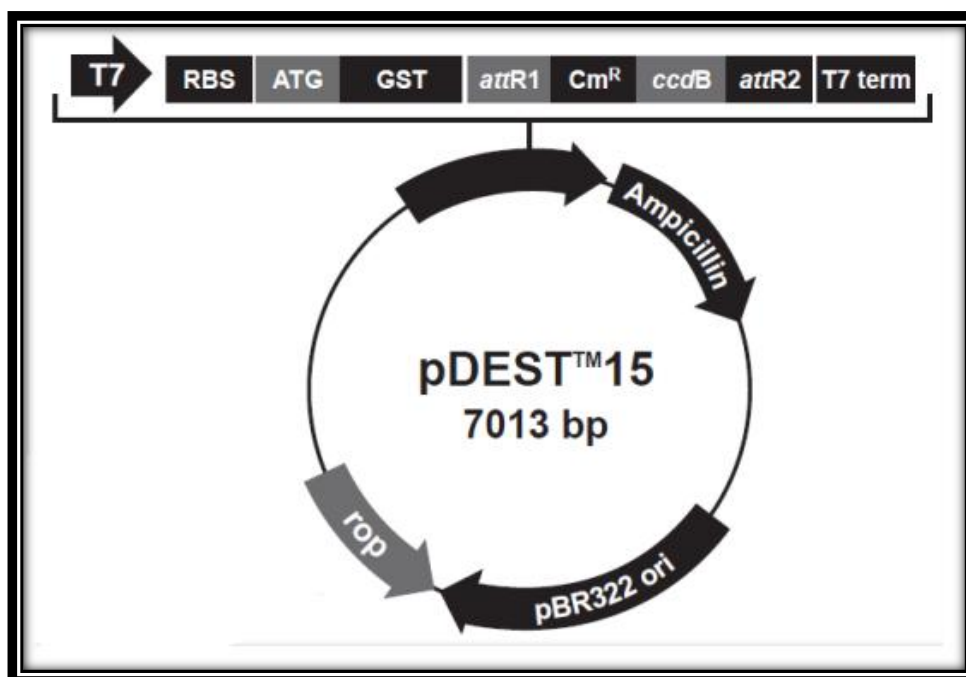 T7 RBS ATG GST attR1 Cmᴿ ccdB attR2 T7 term
Ampicillin
pDEST™15
7013 bp
rop
pBR322 ori